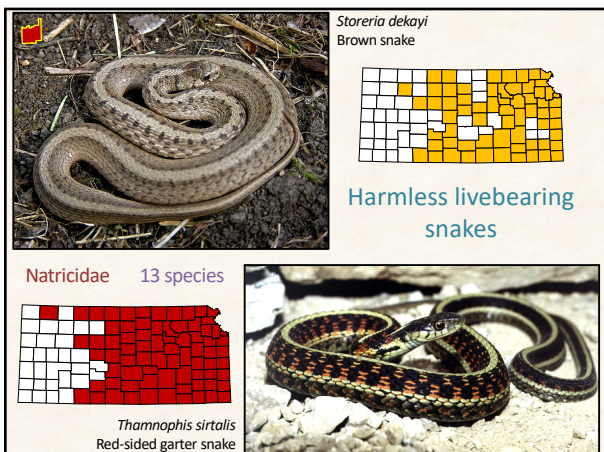 Storeria dekayi
Brown snake
Harmless livebearing
snakes
Natricidae 13 species
Thamnophis sirtalis
Red-sided garter snake